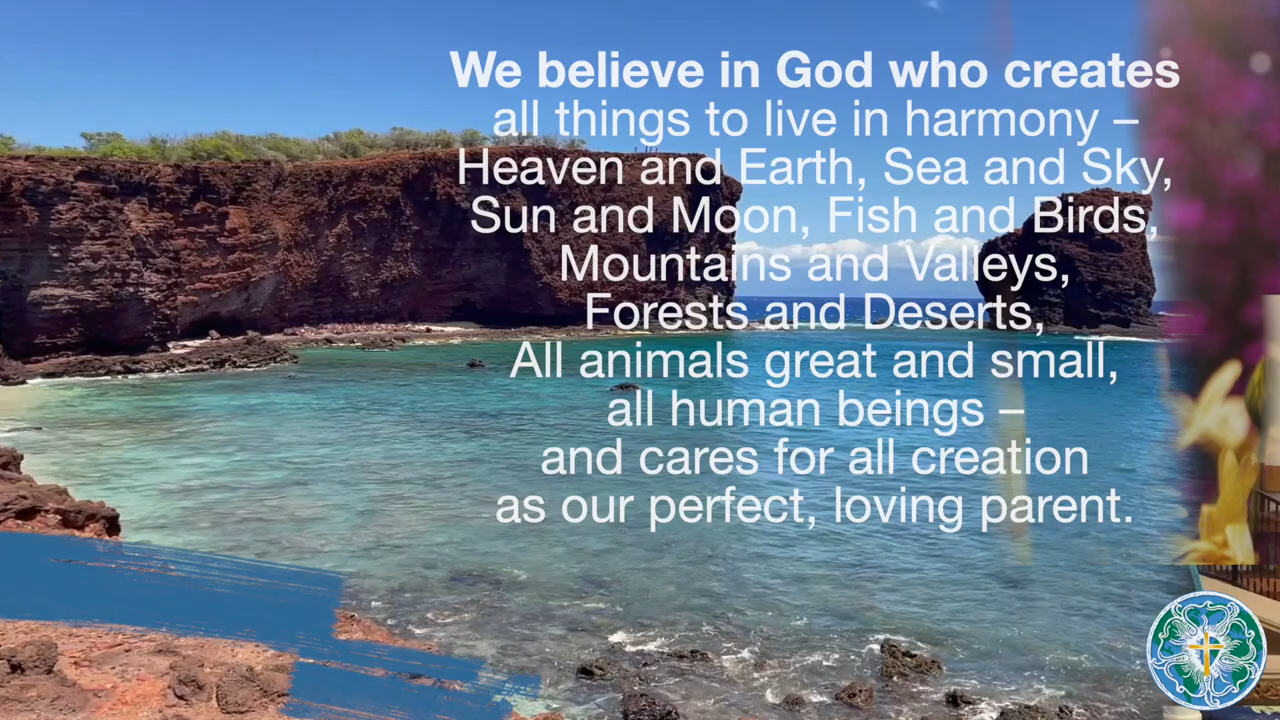 We believe in God who creates
all things to live in harmony –
Heaven and Earth, Sea and Sky,
Sun and Moon, Fish and Birds,
Mountains and Valleys,
Forests and Deserts,
All animals great and small,
all human beings –
and cares for all creation
as our perfect, loving parent.